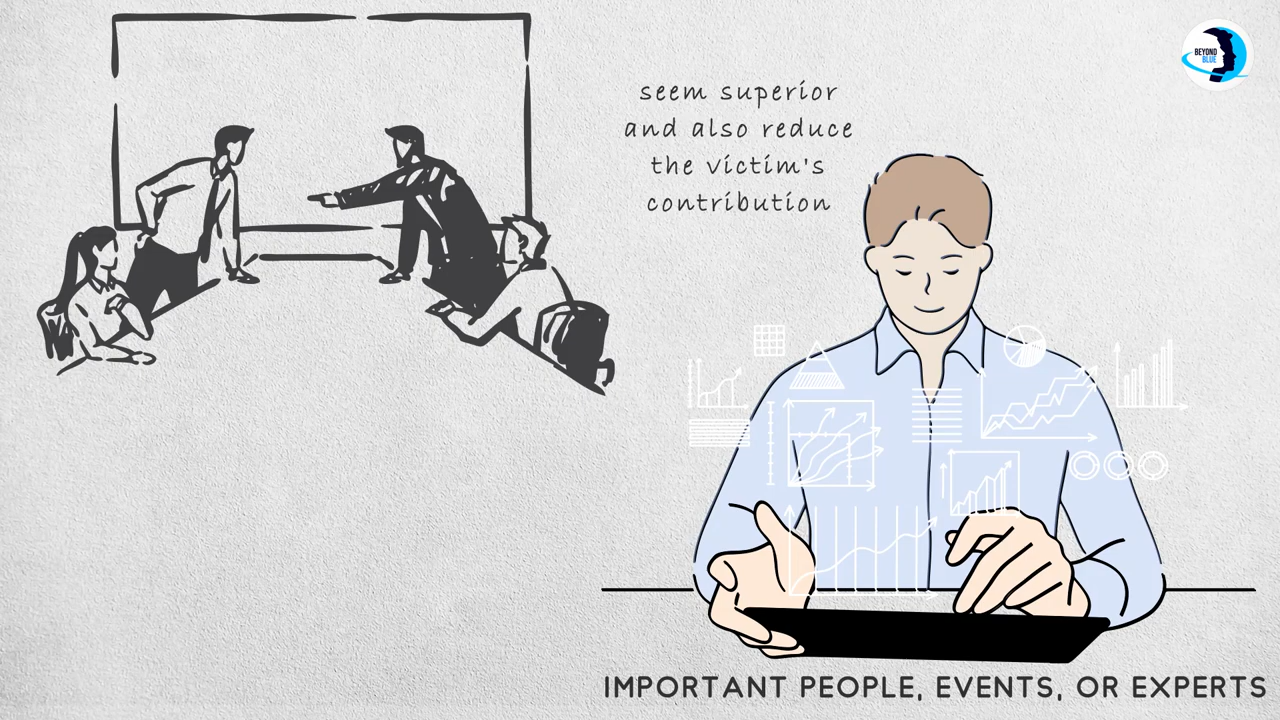 BEYOND
BLUE
seem superior
and also reduce
the victim's
contribution
IMPORTANT PEOPLE, EVENTS, OR EXPERTS